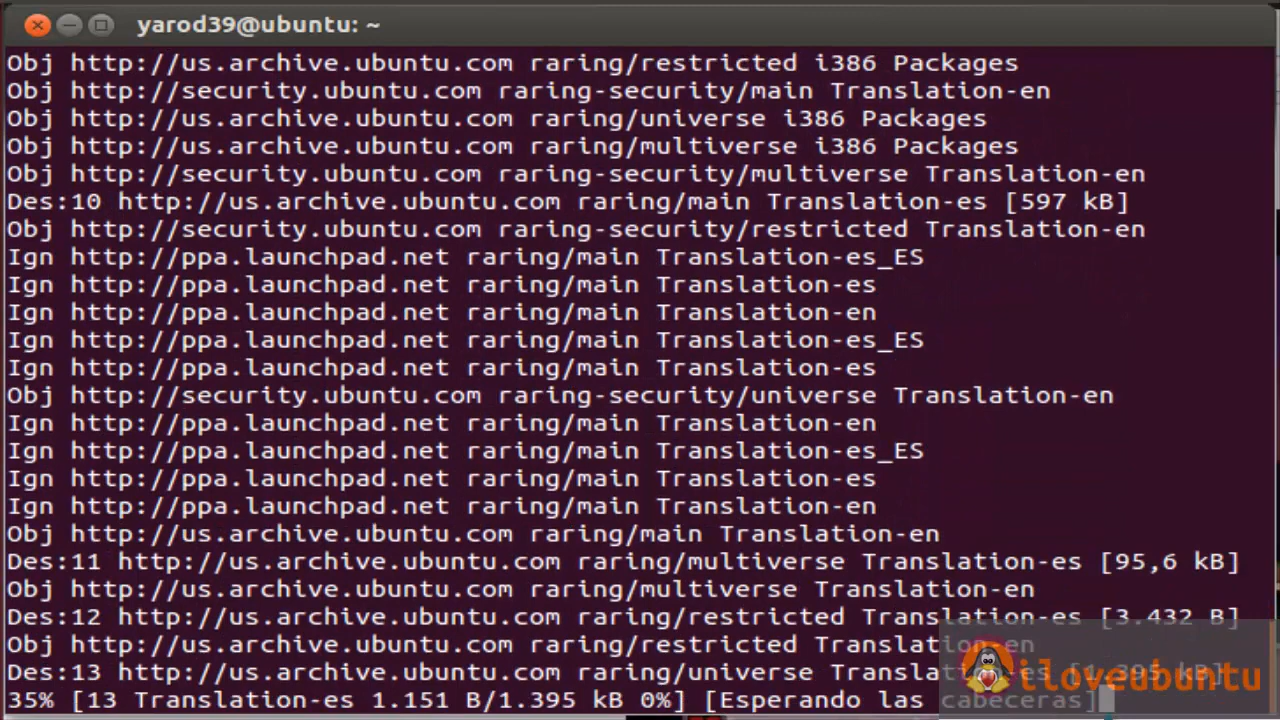 yarod39@ubuntu: ~
Obj http://us.archive.ubuntu.com raring/restricted i386 Packages
Obj http://security.ubuntu.com raring-security/main Translation-en
Obj http://us.archive.ubuntu.com raring/universe i386 Packages
Obj http://us.archive.ubuntu.com raring/multiverse i386 Packages
Obj http://security.ubuntu.com raring-security/multiverse Translation-en
Des:10 http://us.archive.ubuntu.com raring/main Translation-es [597 kB]
Obj http://security.ubuntu.com raring-security/restricted Translation-en
Ign http://ppa.launchpad.net raring/main Translation-es_ES
Ign http://ppa.launchpad.net raring/main Translation-es
Ign http://ppa.launchpad.net raring/main Translation-en
Ign http://ppa.launchpad.net raring/main Translation-es_ES
Ign http://ppa.launchpad.net raring/main Translation-es
Obj http://security.ubuntu.com raring-security/universe Translation-en
Ign http://ppa.launchpad.net raring/main Translation-en
Ign http://ppa.launchpad.net raring/main Translation-es_ES
Ign http://ppa.launchpad.net raring/main Translation-es
Ign http://ppa.launchpad.net raring/main Translation-en
Obj http://us.archive.ubuntu.com raring/main Translation-en
Des:11 http://us.archive.ubuntu.com raring/multiverse Translation-es [95,6 kB]
Obj http://us.archive.ubuntu.com raring/multiverse Translation-en
Des:12 http://us.archive.ubuntu.com raring/restricted Translation-es [3.432 B]
Obj http://us.archive.ubuntu.com raring/restricted Translation-en
Des:13 http://us.archive.ubuntu.com raring/universe Translation-es [1.395 kB]
35% [13 Translation-es 1.151 B/1.395 kB 0%] [Esperando las cabeceras]
iloveubuntu